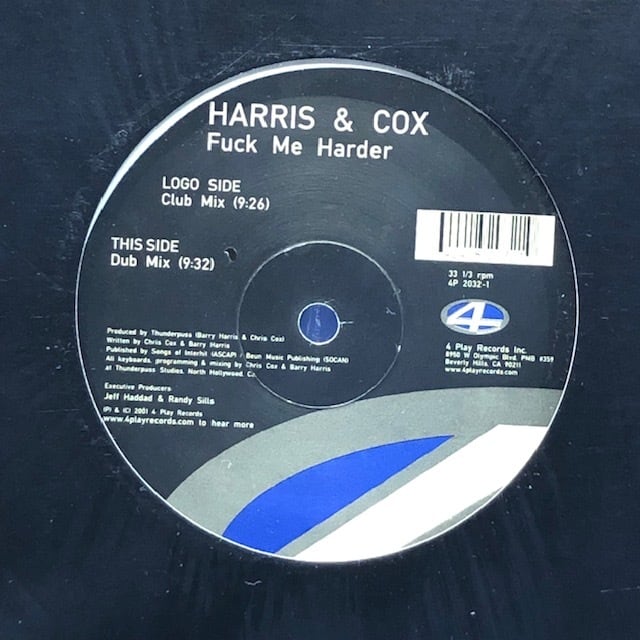 HARRIS & COX
Fuck Me Harder
LOGO SIDE
Club Mix (9:26)
THIS SIDE
Dub Mix (9:32)
33 1/3 rpm
4P 2032-1
4
4 Play Records Inc.
8950 W Olympic Blvd. PMB #359
Beverly Hills, CA 90211
www.4playrecords.com
Produced by Thunderpuss (Barry Harris & Chris Cox)
Written by Chris Cox & Barry Harris
Published by Songs of Interhit (ASCAP) / Music Publishing (SOCAN)
All keyboards, programming & mixing by Chris Cox & Barry Harris
at Thunderpuss Studios, North Hollywood, Ca
Executive Producers
Jeff Haddad & Randy Sills
(P) & (C) 2001 4 Play Records
www.4playrecords.com to hear more